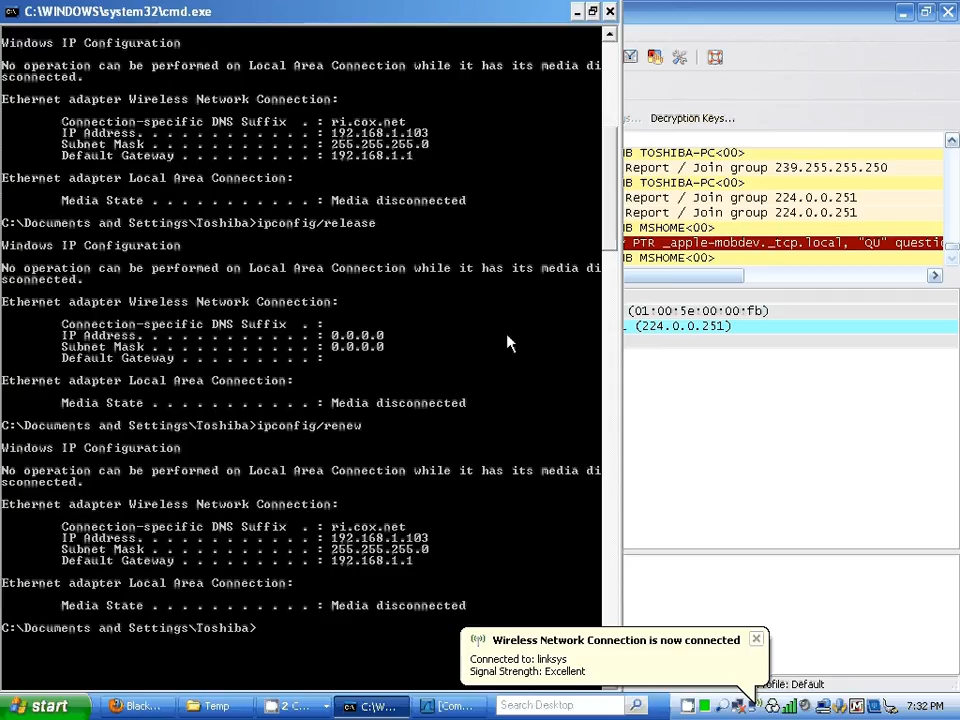 C:\WINDOWS\system32\cmd.exe
Windows IP Configuration
No operation can be performed on Local Area Connection while it has its media di
sconnected.
Ethernet adapter Wireless Network Connection:
Connection-specific DNS Suffix . : ri.cox.net
IP Address. . . . . . . . . . . . : 192.168.1.103
Subnet Mask . . . . . . . . . . . : 255.255.255.0
Default Gateway . . . . . . . . . : 192.168.1.1
Ethernet adapter Local Area Connection:
Media State . . . . . . . . . . . : Media disconnected
C:\Documents and Settings\Toshiba>ipconfig/release
Windows IP Configuration
No operation can be performed on Local Area Connection while it has its media di
sconnected.
Ethernet adapter Wireless Network Connection:
Connection-specific DNS Suffix . :
IP Address. . . . . . . . . . . . : 0.0.0.0
Subnet Mask . . . . . . . . . . . : 0.0.0.0
Default Gateway . . . . . . . . . :
Ethernet adapter Local Area Connection:
Media State . . . . . . . . . . . : Media disconnected
C:\Documents and Settings\Toshiba>ipconfig/renew
Windows IP Configuration
No operation can be performed on Local Area Connection while it has its media di
sconnected.
Ethernet adapter Wireless Network Connection:
Connection-specific DNS Suffix . : ri.cox.net
IP Address. . . . . . . . . . . . : 192.168.1.103
Subnet Mask . . . . . . . . . . . : 255.255.255.0
Default Gateway . . . . . . . . . : 192.168.1.1
Ethernet adapter Local Area Connection:
Media State . . . . . . . . . . . : Media disconnected
C:\Documents and Settings\Toshiba>
Decryption Keys...
TOSHIBA-PC<00>
Report / Join group 239.255.255.250
TOSHIBA-PC<00>
Report / Join group 224.0.0.251
Report / Join group 224.0.0.251
MSHOME<00>
PTR _apple-mobdev._tcp.local, "QU" questi
MSHOME<00>
(01:00:5e:00:00:fb)
(224.0.0.251)
Wireless Network Connection is now connected
Connected to: linksys
Signal Strength: Excellent
Profile: Default
start
Black...
Temp
2 C...
C:\W...
[Com...
Search Desktop
7:32 PM